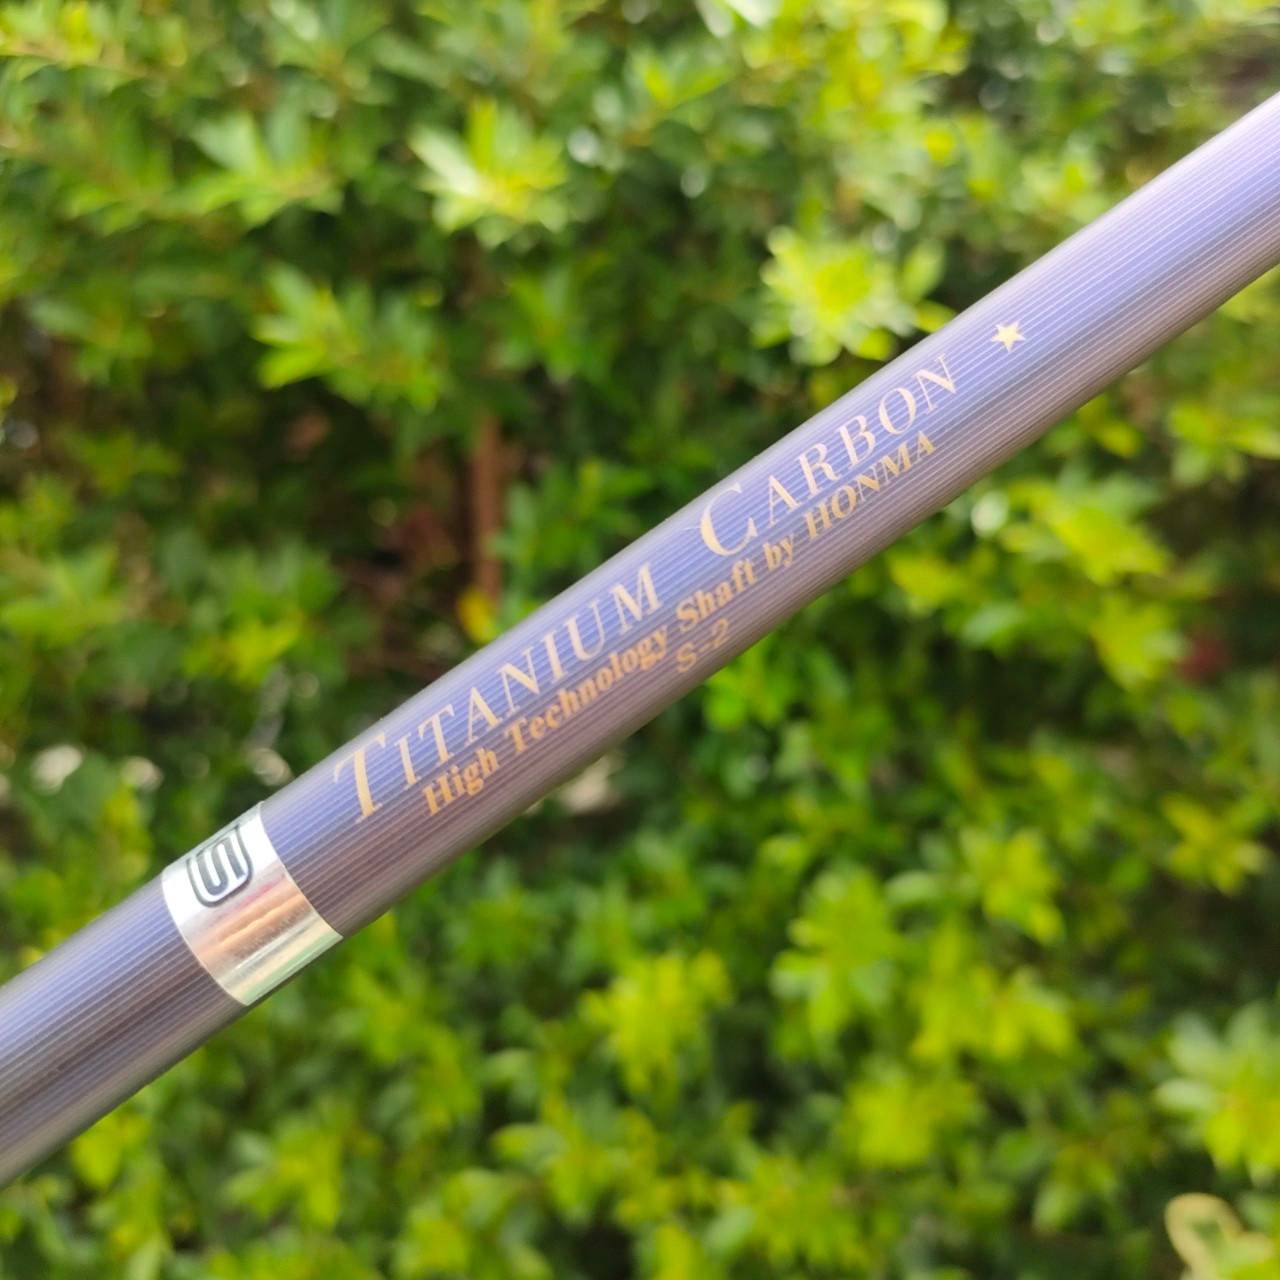 TITANIUM CARBON
High Technology Shaft by HONMA
S-2
S